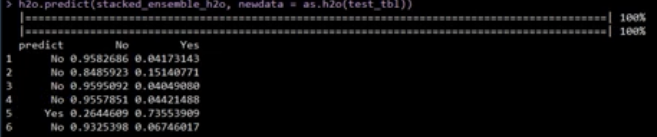 > h2o.predict(stacked_ensemble_h2o, newdata = as.h2o(test_tbl))
|======================================================================================| 100%
|======================================================================================| 100%
predict No Yes
1 No 0.9582686 0.04173143
2 No 0.8485923 0.15140771
3 No 0.9595092 0.04049080
4 No 0.9557851 0.04421488
5 Yes 0.2644609 0.73553909
6 No 0.9325398 0.06746017